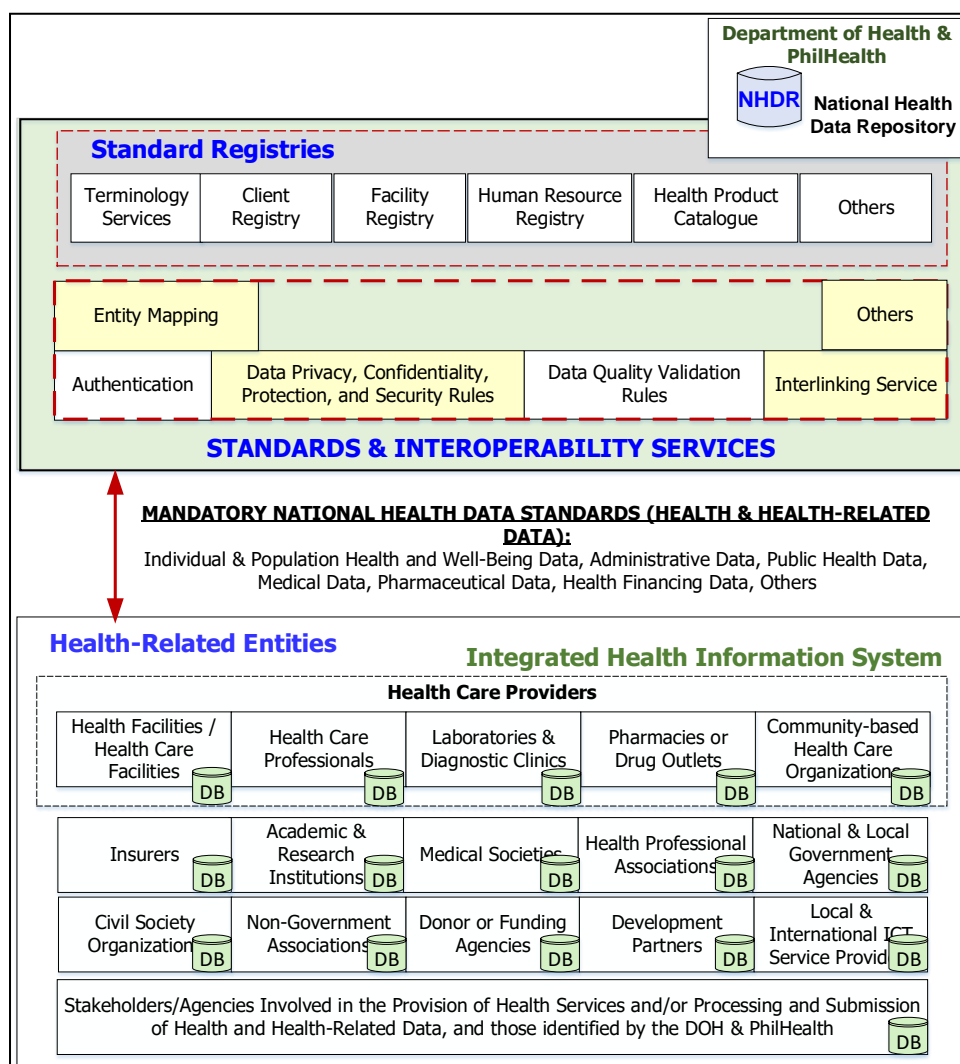 Department of Health &
PhilHealth
NHDR
National Health
Data Repository
Standard Registries
Terminology
Services
Client
Registry
Facility
Registry
Human Resource
Registry
Health Product
Catalogue
Others
Entity Mapping
Others
Authentication
Data Privacy, Confidentiality,
Protection, and Security Rules
Data Quality Validation
Rules
Interlinking Service
STANDARDS & INTEROPERABILITY SERVICES
MANDATORY NATIONAL HEALTH DATA STANDARDS (HEALTH & HEALTH-RELATED
DATA):
Individual & Population Health and Well-Being Data, Administrative Data, Public Health Data,
Medical Data, Pharmaceutical Data, Health Financing Data, Others
Health-Related Entities
Integrated Health Information System
Health Care Providers
Health Facilities /
Health Care
Facilities
DB
Health Care
Professionals
DB
Laboratories &
Diagnostic Clinics
DB
Pharmacies or
Drug Outlets
DB
Community-based
Health Care
Organizations
DB
Insurers
DB
Academic &
Research
Institutions
DB
Medical Societies
DB
Health Professional
Associations
DB
National & Local
Government
Agencies
DB
Civil Society
Organization
DB
Non-Government
Associations
DB
Donor or Funding
Agencies
DB
Development
Partners
DB
Local &
International ICT
Service Provid
DB
Stakeholders/Agencies Involved in the Provision of Health Services and/or Processing and Submission
of Health and Health-Related Data, and those identified by the DOH & PhilHealth
DB